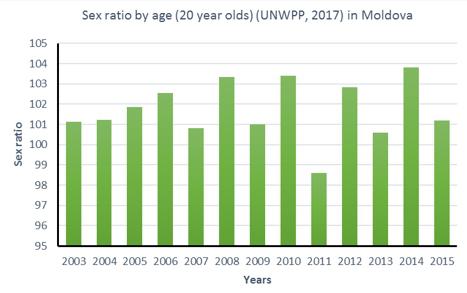 Sex ratio by age (20 year olds) (UNWPP, 2017) in Moldova
105
104
103
102
101
100
99
98
97
96
95
Sex ratio
2003 2004 2005 2006 2007 2008 2009 2010 2011 2012 2013 2014 2015
Years